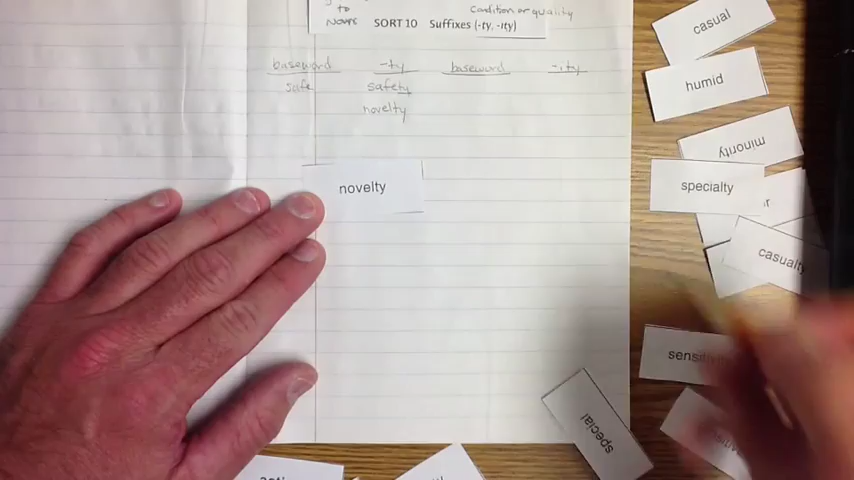 to
nouns
Condition or quality
SORT 10 Suffixes (-ty, -ity)
baseword -ty baseword -ity
safe safety
novelty
novelty
casual
humid
minority
specialty
casualty
special